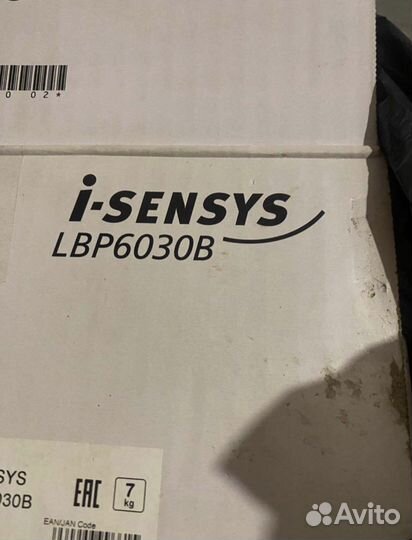 0 02*
i-SENSYS
LBP6030B
SYS
030B
EAC
7
kg
EAN/JAN Code
Avito